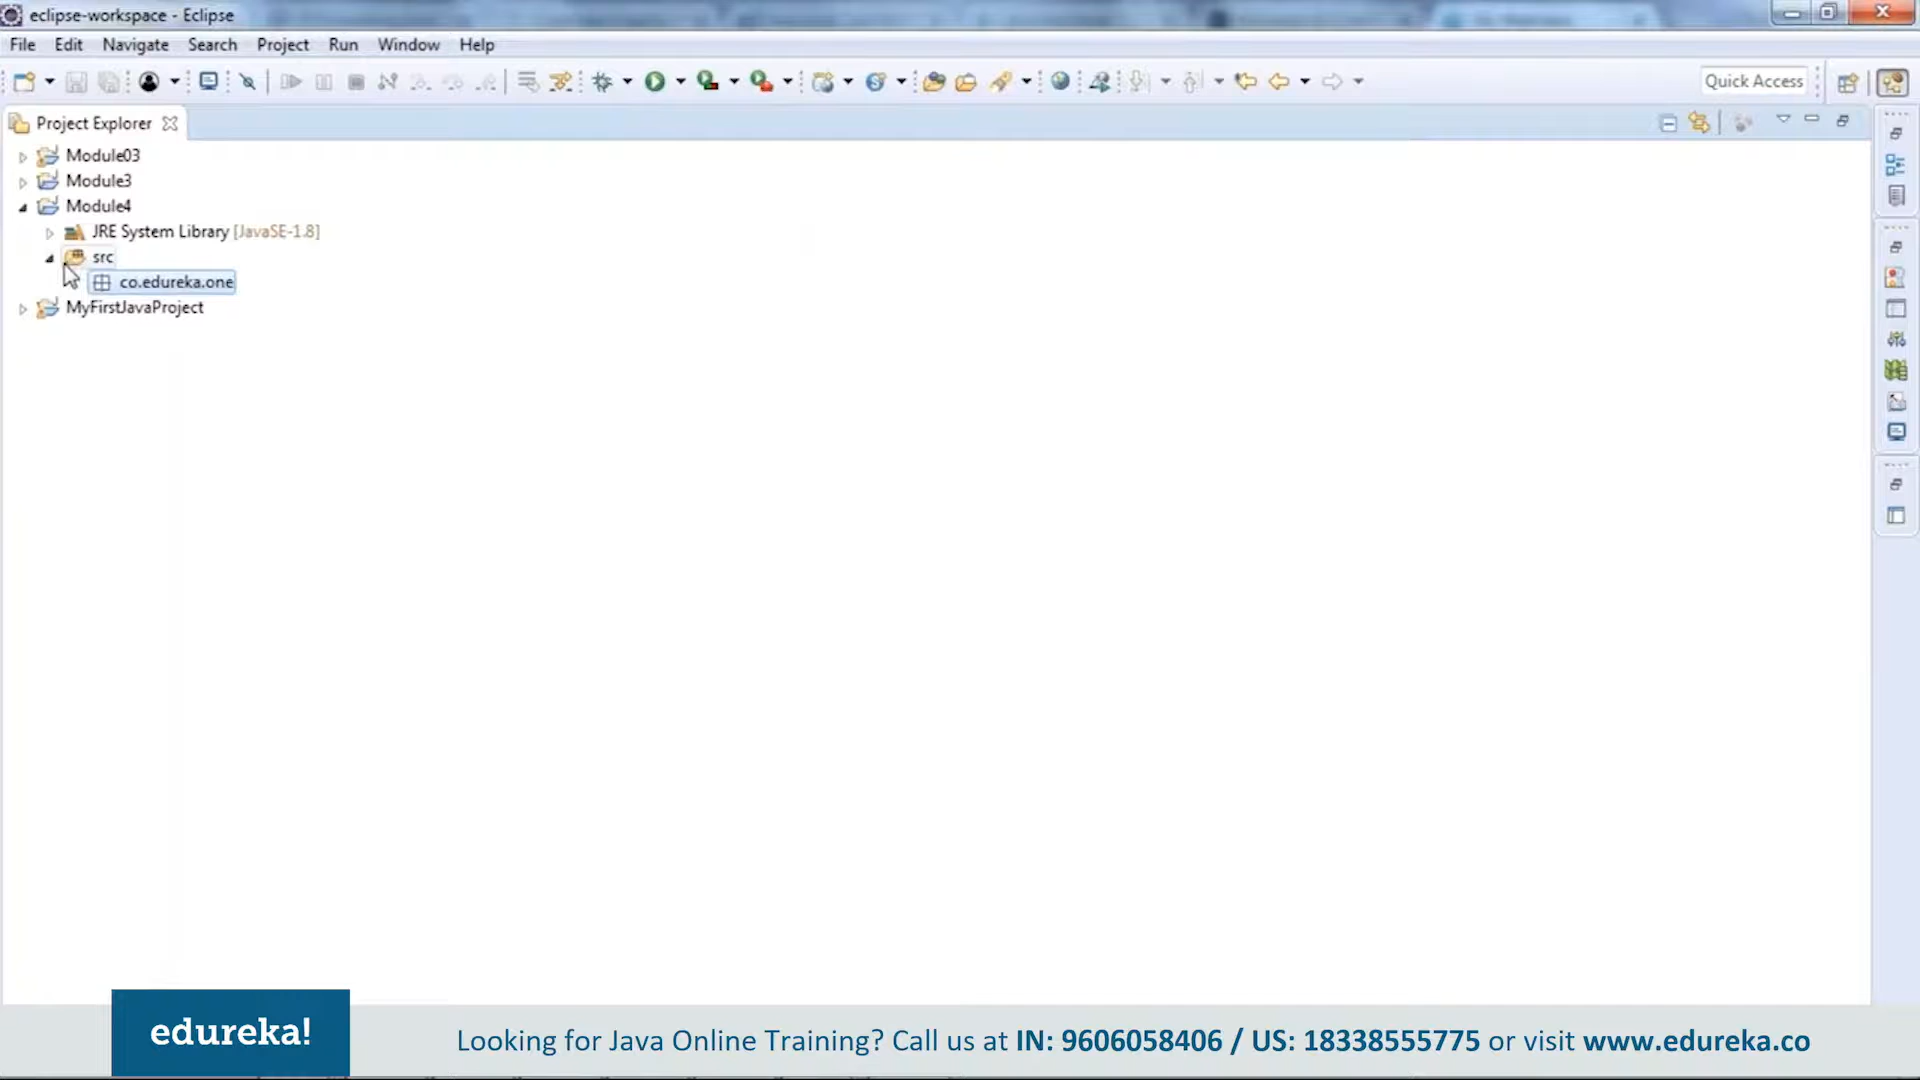 eclipse-workspace - Eclipse
File Edit Navigate Search Project Run Window Help
Quick Access
Project Explorer
Module03
Module3
Module4
JRE System Library [JavaSE-1.8]
src
co.edureka.one
MyFirstJavaProject
edureka!
Looking for Java Online Training? Call us at IN: 9606058406 / US: 18338555775 or visit www.edureka.co